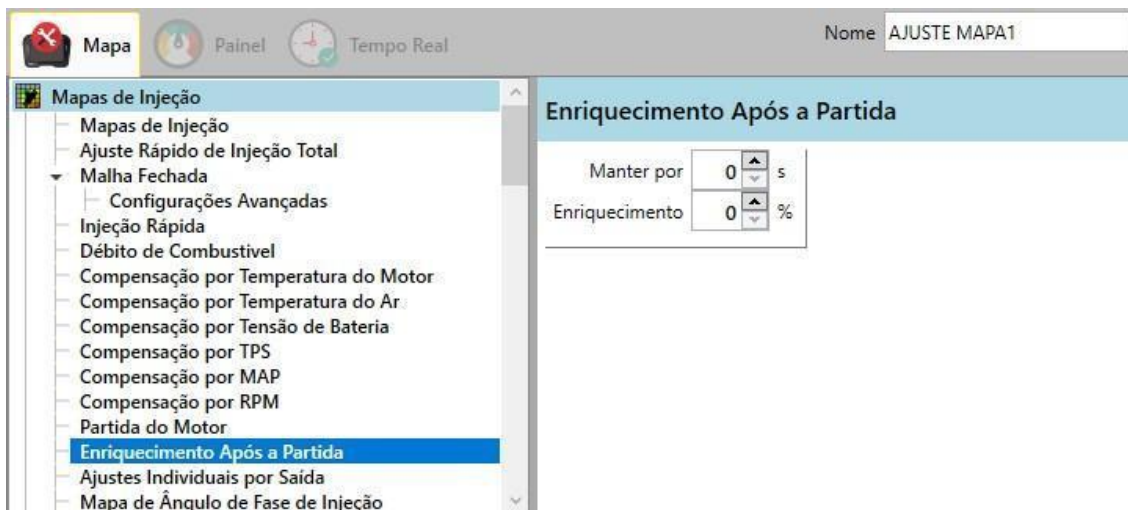 Mapa
Painel
Tempo Real
Nome AJUSTE MAPA1
Mapas de Injeção
Mapas de Injeção
Ajuste Rápido de Injeção Total
Malha Fechada
Configurações Avançadas
Injeção Rápida
Débito de Combustivel
Compensação por Temperatura do Motor
Compensação por Temperatura do Ar
Compensação por Tensão de Bateria
Compensação por TPS
Compensação por MAP
Compensação por RPM
Partida do Motor
Enriquecimento Após a Partida
Ajustes Individuais por Saída
Mapa de Ângulo de Fase de Injeção
Enriquecimento Após a Partida
Manter por 0 s
Enriquecimento 0 %